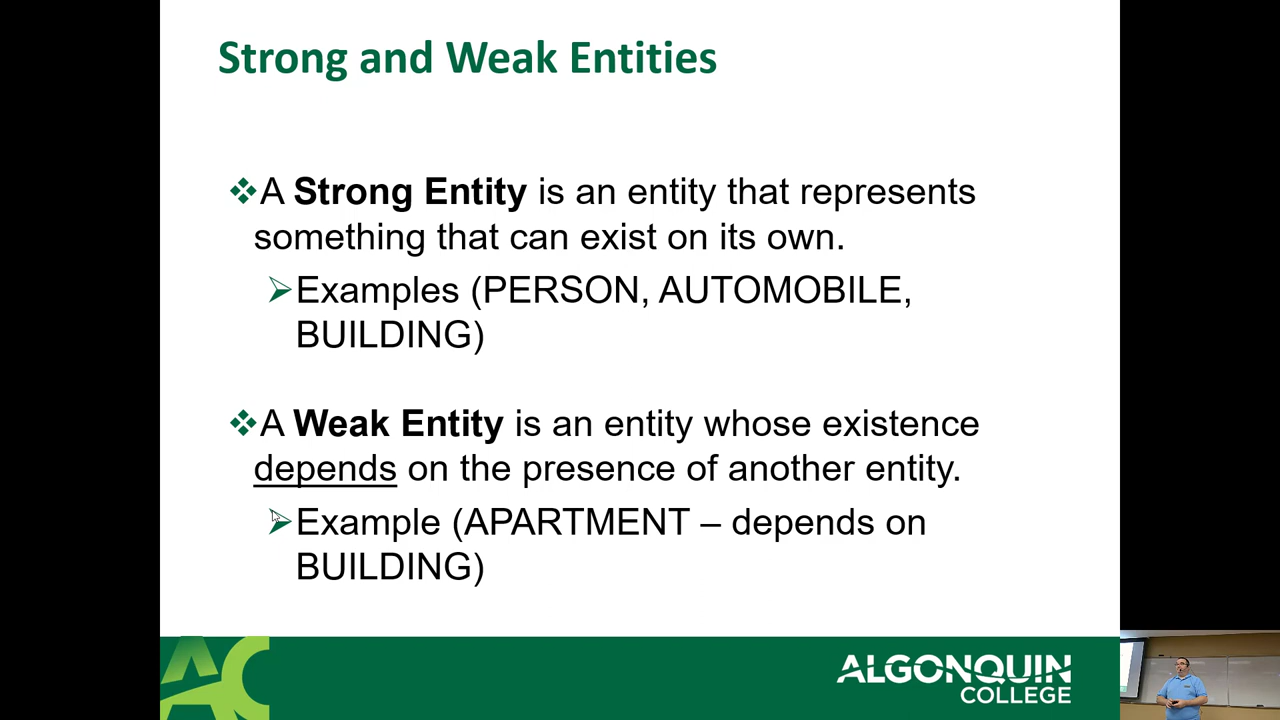 Strong and Weak Entities
A Strong Entity is an entity that represents
something that can exist on its own.
Examples (PERSON, AUTOMOBILE,
BUILDING)
A Weak Entity is an entity whose existence
depends on the presence of another entity.
Example (APARTMENT – depends on
BUILDING)
AC
ALGONQUIN
COLLEGE